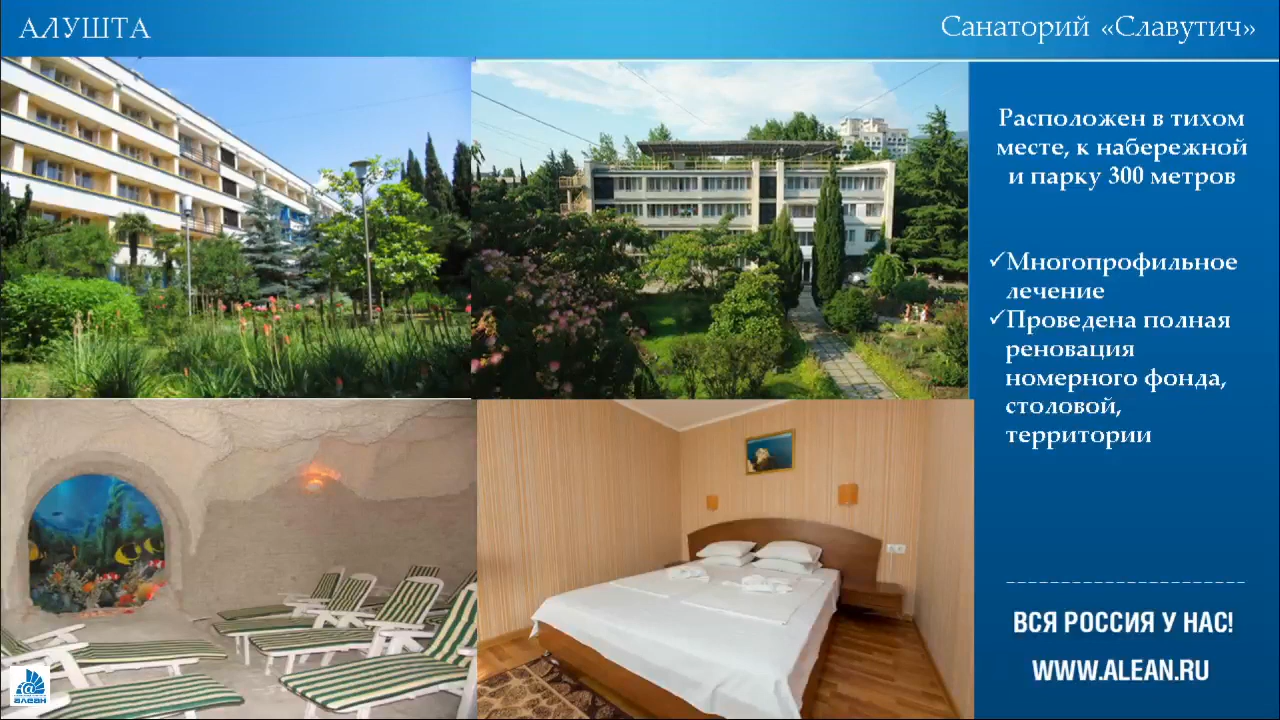 АЛУШТА
Санаторий «Славутич»
Расположен в тихом
месте, к набережной
и парку 300 метров
✓Многопрофильное
лечение
✓Проведена полная
реновация
номерного фонда,
столовой,
территории
ВСЯ РОССИЯ У НАС!
WWW.ALEAN.RU
алеан